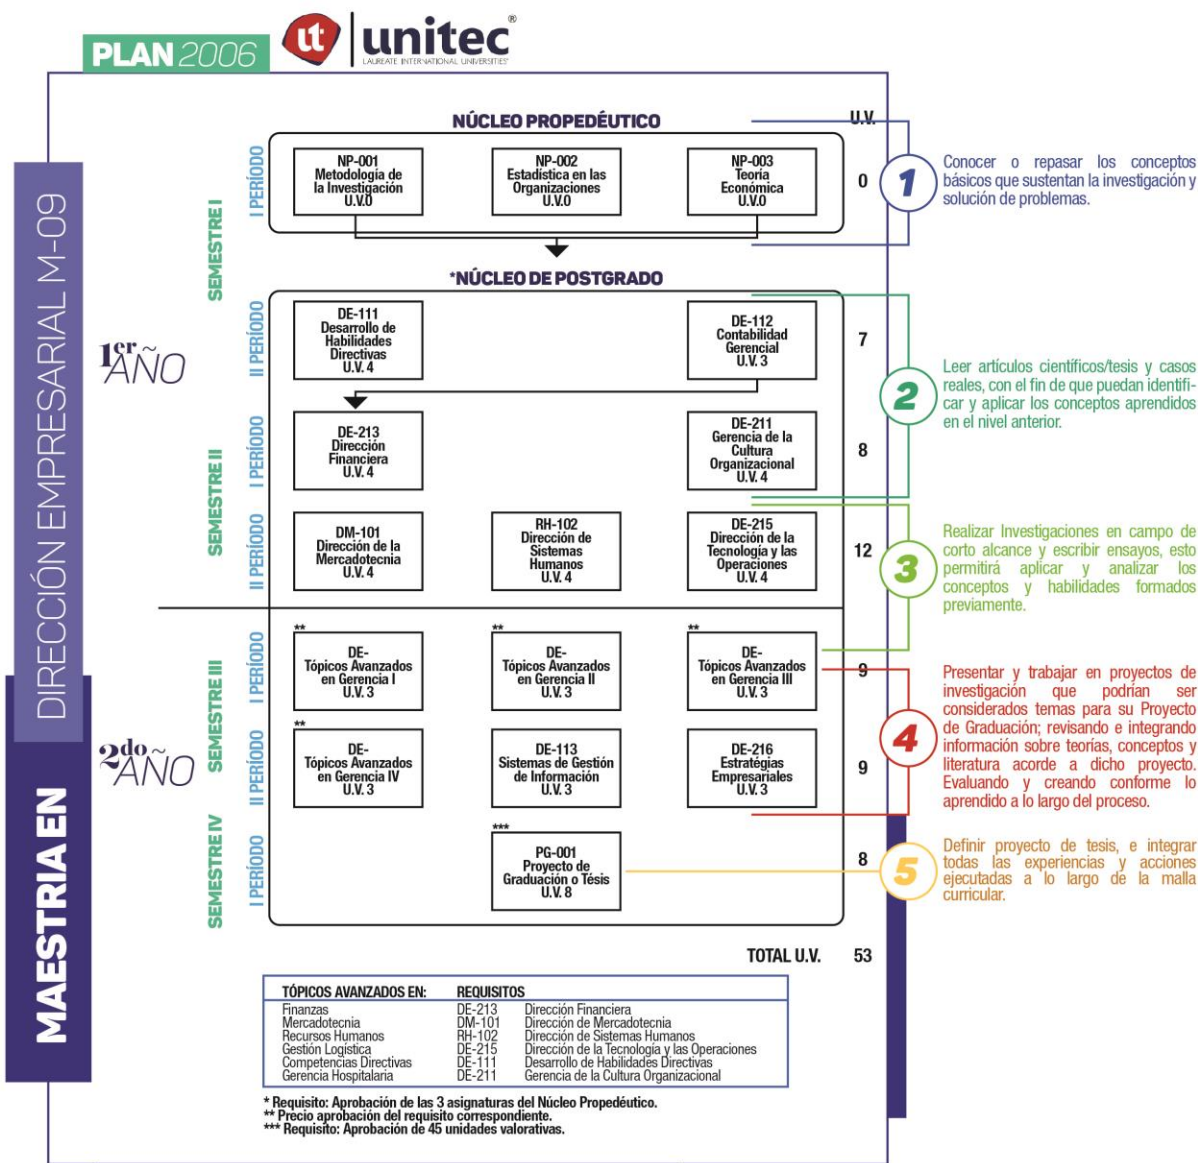 PLAN 2006
ut unitec®
LAUREATE INTERNATIONAL UNIVERSITIES®
MAESTRIA EN DIRECCIÓN EMPRESARIAL M-09
NÚCLEO PROPEDÉUTICO
U.V.
1er AÑO
SEMESTRE I
I PERÍODO
NP-001
Metodología de
la Investigación
U.V.0
NP-002
Estadística en las
Organizaciones
U.V.0
NP-003
Teoría
Económica
U.V.0
0
1
Conocer o repasar los conceptos
básicos que sustentan la investigación y
solución de problemas.
*NÚCLEO DE POSTGRADO
II PERÍODO
DE-111
Desarrollo de
Habilidades
Directivas
U.V. 4
DE-112
Contabilidad
Gerencial
U.V. 3
7
2
Leer artículos científicos/tesis y casos
reales, con el fin de que puedan identifi-
car y aplicar los conceptos aprendidos
en el nivel anterior.
SEMESTRE II
I PERÍODO
DE-213
Dirección
Financiera
U.V. 4
DE-211
Gerencia de la
Cultura
Organizacional
U.V. 4
8
II PERÍODO
DM-101
Dirección de la
Mercadotecnia
U.V. 4
RH-102
Dirección de
Sistemas
Humanos
U.V. 4
DE-215
Dirección de la
Tecnología y las
Operaciones
U.V. 4
12
3
Realizar Investigaciones en campo de
corto alcance y escribir ensayos, esto
permitirá aplicar y analizar los
conceptos y habilidades formados
previamente.
2do AÑO
SEMESTRE III
I PERÍODO
**
DE-
Tópicos Avanzados
en Gerencia I
U.V. 3
**
DE-
Tópicos Avanzados
en Gerencia II
U.V. 3
**
DE-
Tópicos Avanzados
en Gerencia III
U.V. 3
9
4
Presentar y trabajar en proyectos de
investigación que podrían ser
considerados temas para su Proyecto
de Graduación; revisando e integrando
información sobre teorías, conceptos y
literatura acorde a dicho proyecto.
Evaluando y creando conforme lo
aprendido a lo largo del proceso.
II PERÍODO
**
DE-
Tópicos Avanzados
en Gerencia IV
U.V. 3
DE-113
Sistemas de Gestión
de Información
U.V. 3
DE-216
Estratégias
Empresariales
U.V. 3
9
SEMESTRE IV
I PERÍODO
***
PG-001
Proyecto de
Graduación o Tésis
U.V. 8
8
5
Definir proyecto de tesis, e integrar
todas las experiencias y acciones
ejecutadas a lo largo de la malla
curricular.
TOTAL U.V. 53
TÓPICOS AVANZADOS EN: REQUISITOS
Finanzas DE-213 Dirección Financiera
Mercadotecnia DM-101 Dirección de Mercadotecnia
Recursos Humanos RH-102 Dirección de Sistemas Humanos
Gestión Logística DE-215 Dirección de la Tecnología y las Operaciones
Competencias Directivas DE-111 Desarrollo de Habilidades Directivas
Gerencia Hospitalaria DE-211 Gerencia de la Cultura Organizacional
* Requisito: Aprobación de las 3 asignaturas del Núcleo Propedéutico.
** Precio aprobación del requisito correspondiente.
*** Requisito: Aprobación de 45 unidades valorativas.